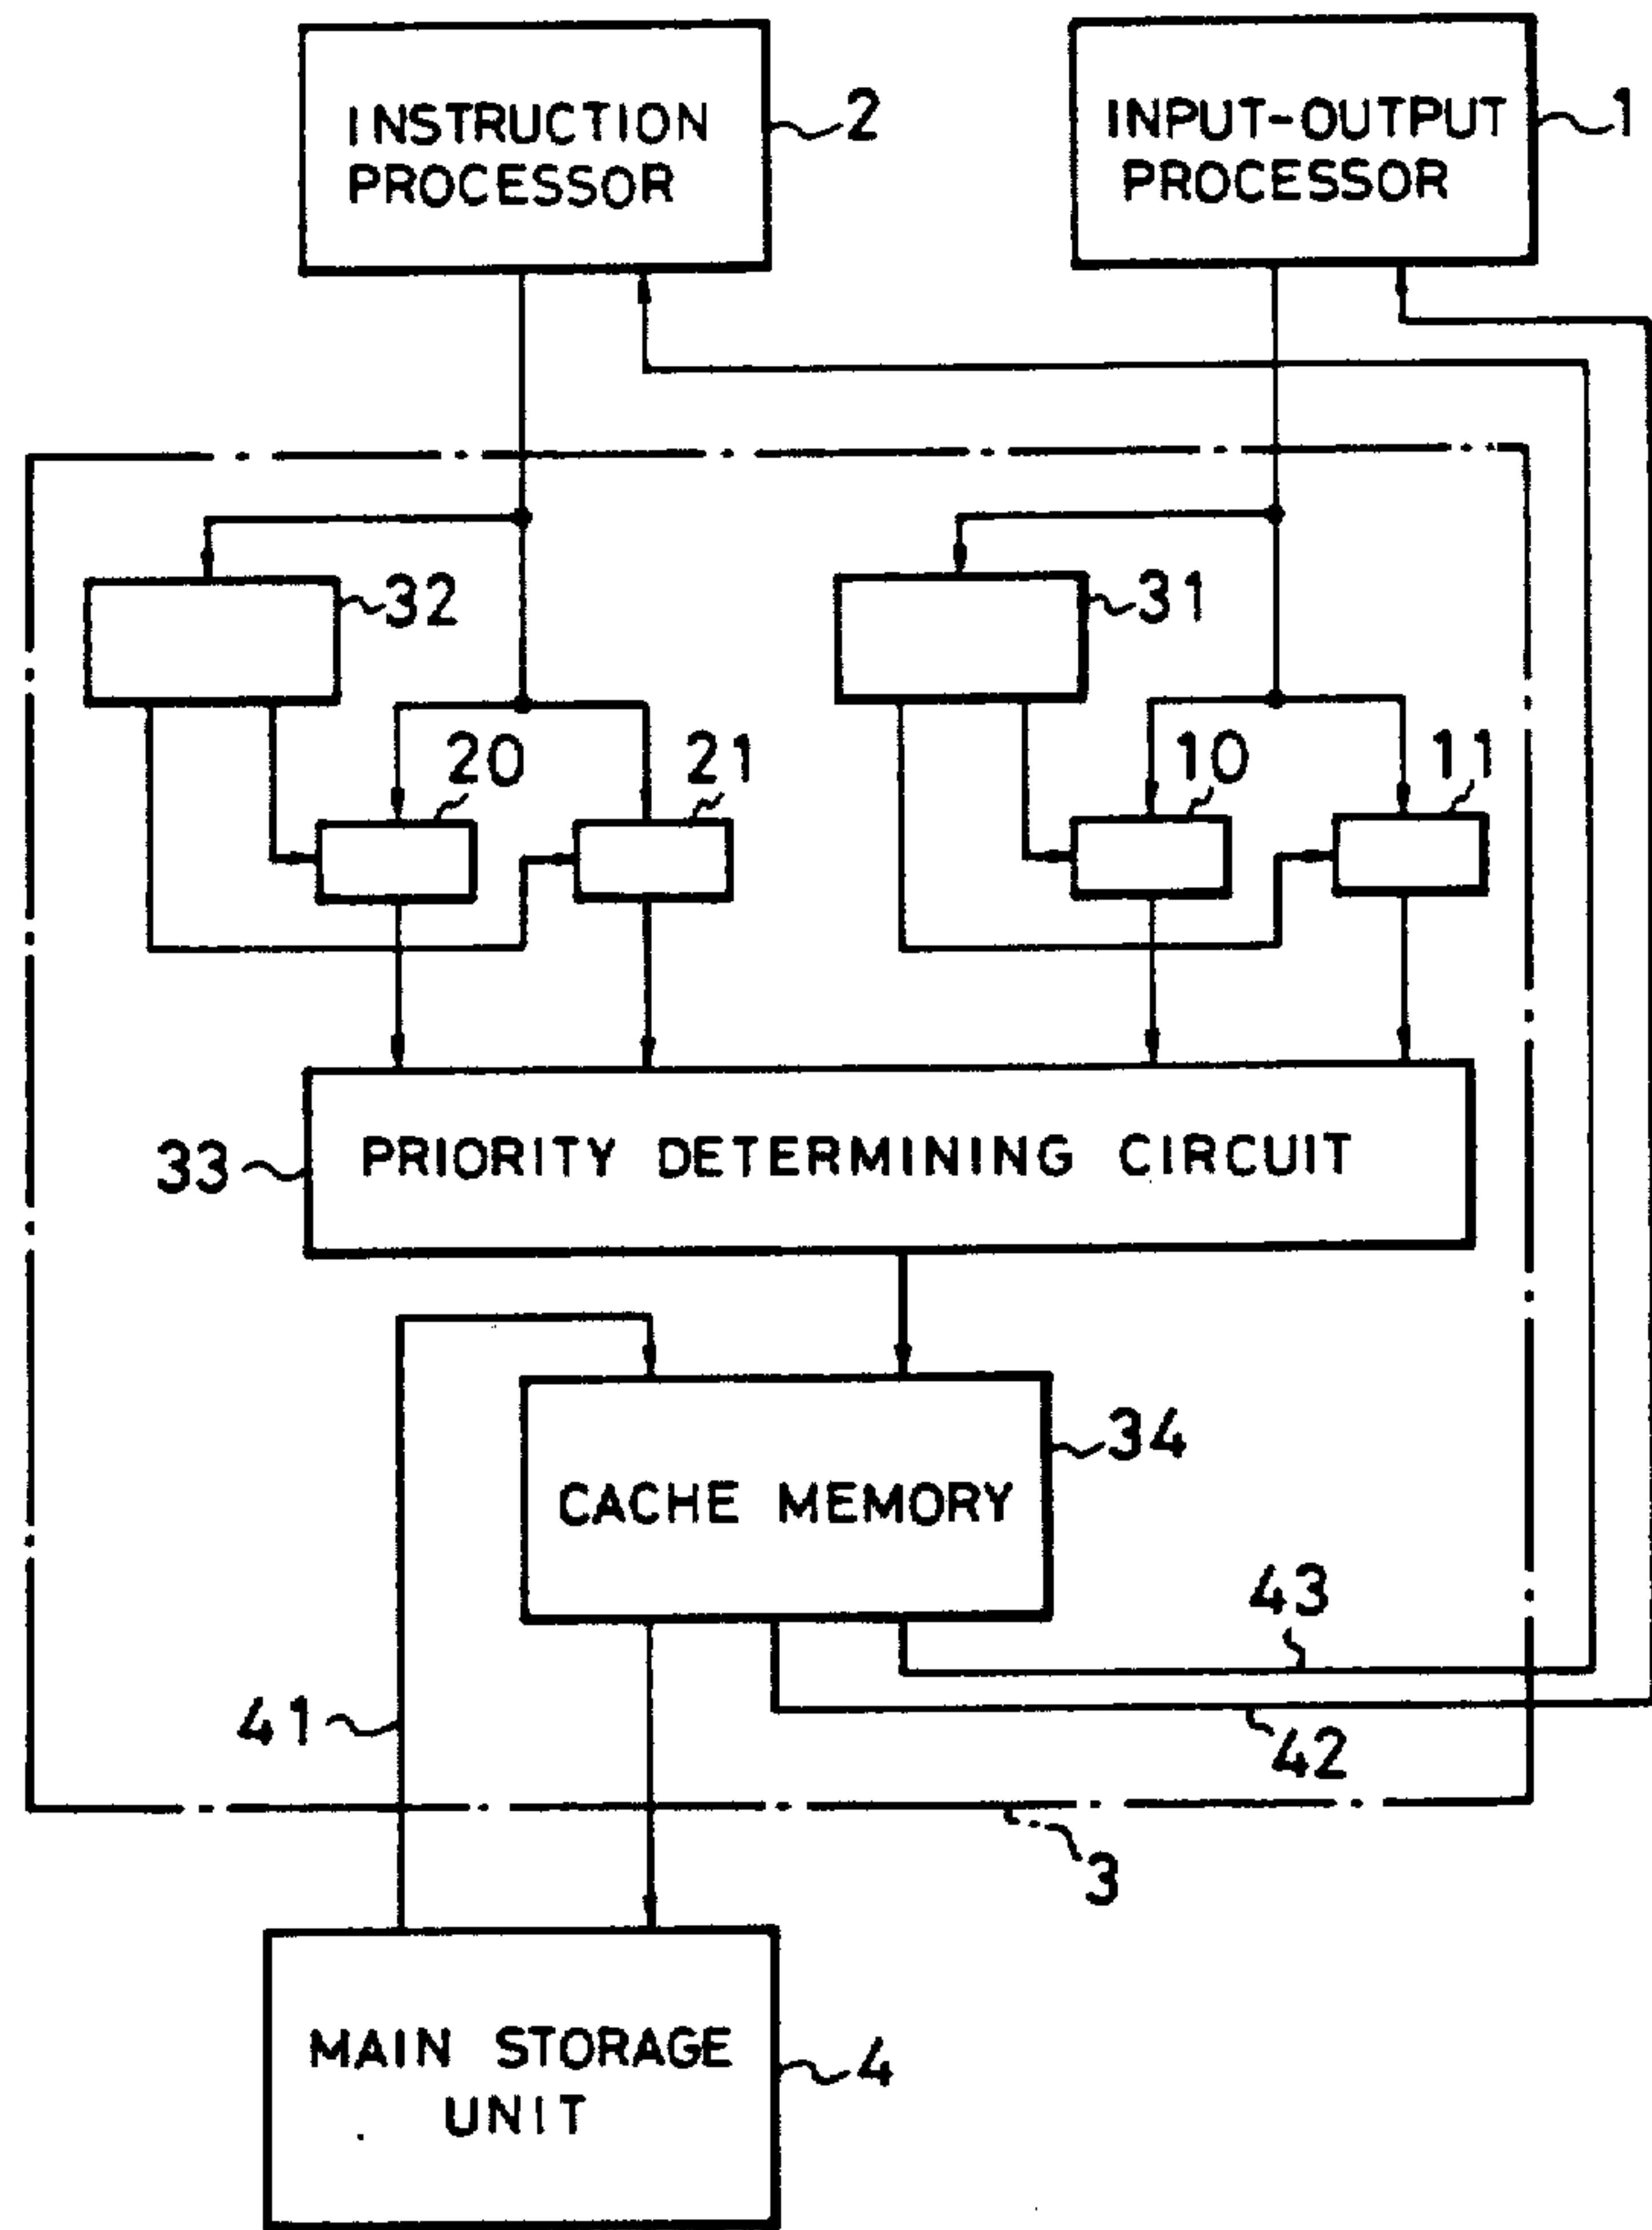 INSTRUCTION
PROCESSOR
2
INPUT-OUTPUT
PROCESSOR
1
32
31
20
21
10
11
33
PRIORITY DETERMINING CIRCUIT
34
CACHE MEMORY
43
41
42
3
MAIN STORAGE
UNIT
4